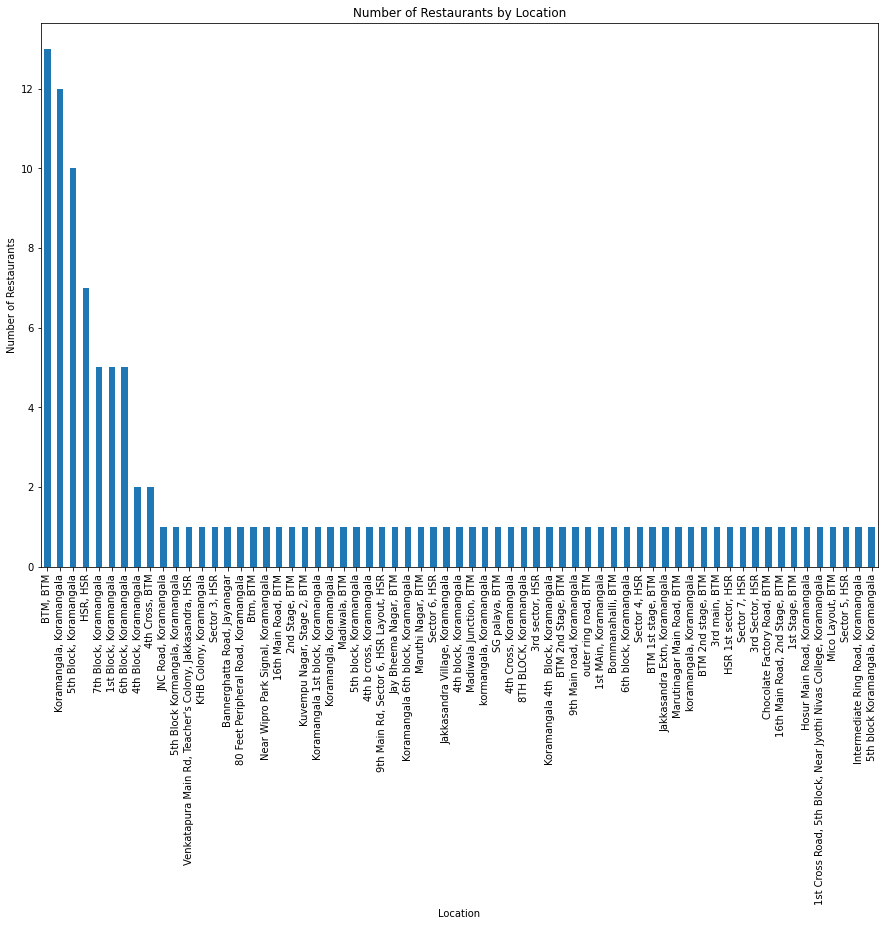 Number of Restaurants by Location
Number of Restaurants
12
10
8
6
4
2
0
BTM, BTM
Koramangala, Koramangala
5th Block, Koramangala
HSR, HSR
7th Block, Koramangala
1st Block, Koramangala
6th Block, Koramangala
4th Block, Koramangala
4th Cross, BTM
JNC Road, Koramangala
5th Block Kormangala, Koramangala
Venkatapura Main Rd, Teacher's Colony, Jakkasandra, HSR
KHB Colony, Koramangala
Sector 3, HSR
Bannerghatta Road, Jayanagar
80 Feet Peripheral Road, Koramangala
Btm, BTM
Near Wipro Park Signal, Koramangala
16th Main Road, BTM
2nd Stage, BTM
Kuvempu Nagar, Stage 2, BTM
Koramangala 1st block, Koramangala
Koramangla, Koramangala
Madiwala, BTM
5th block, Koramangala
4th b cross, Koramangala
9th Main Rd, Sector 6, HSR Layout, HSR
Jay Bheema Nagar, BTM
Koramangala 6th block, Koramangala
Maruthi Nagar, BTM
Sector 6, HSR
Jakkasandra Village, Koramangala
4th block, Koramangala
Madiwala Junction, BTM
kormangala, Koramangala
SG palaya, BTM
4th Cross, Koramangala
8TH BLOCK, Koramangala
3rd sector, HSR
Koramangala 4th  Block, Koramangala
BTM 2nd Stage, BTM
9th Main road, Koramangala
outer ring road, BTM
1st MAin, Koramangala
Bommanahalli, BTM
6th block, Koramangala
Sector 4, HSR
BTM 1st stage, BTM
Jakkasandra Extn, Koramangala
Marutinagar Main Road, BTM
koramangala, Koramangala
BTM 2nd stage, BTM
3rd main, BTM
HSR 1st sector, HSR
Sector 7, HSR
3rd Sector, HSR
Chocolate Factory Road, BTM
16th Main Road, 2nd Stage, BTM
1st Stage, BTM
Hosur Main Road, Koramangala
1st Cross Road, 5th Block, Near Jyothi Nivas College, Koramangala
Mico Layout, BTM
Sector 5, HSR
Intermediate Ring Road, Koramangala
5th block Koramangala, Koramangala
Location